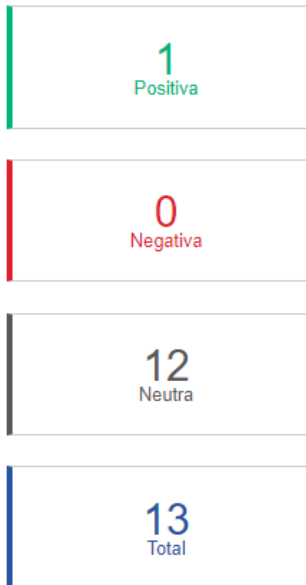 1
Positiva
0
Negativa
12
Neutra
13
Total